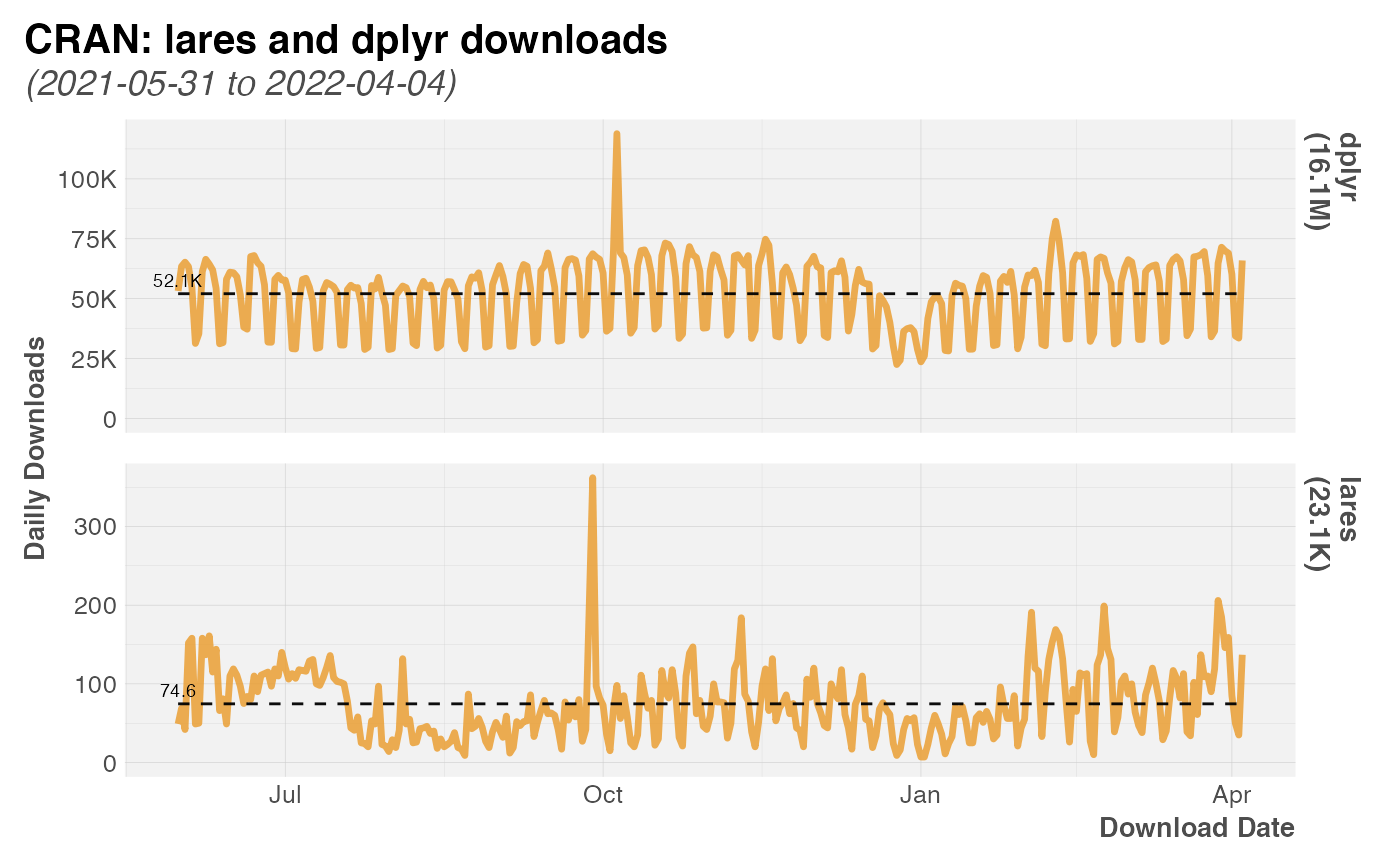 CRAN: lares and dplyr downloads
(2021-05-31 to 2022-04-04)
Dailly Downloads
100K
75K
50K
25K
0
52.1K
dplyr
(16.1M)
300
200
100
0
74.6
lares
(23.1K)
Jul
Oct
Jan
Apr
Download Date